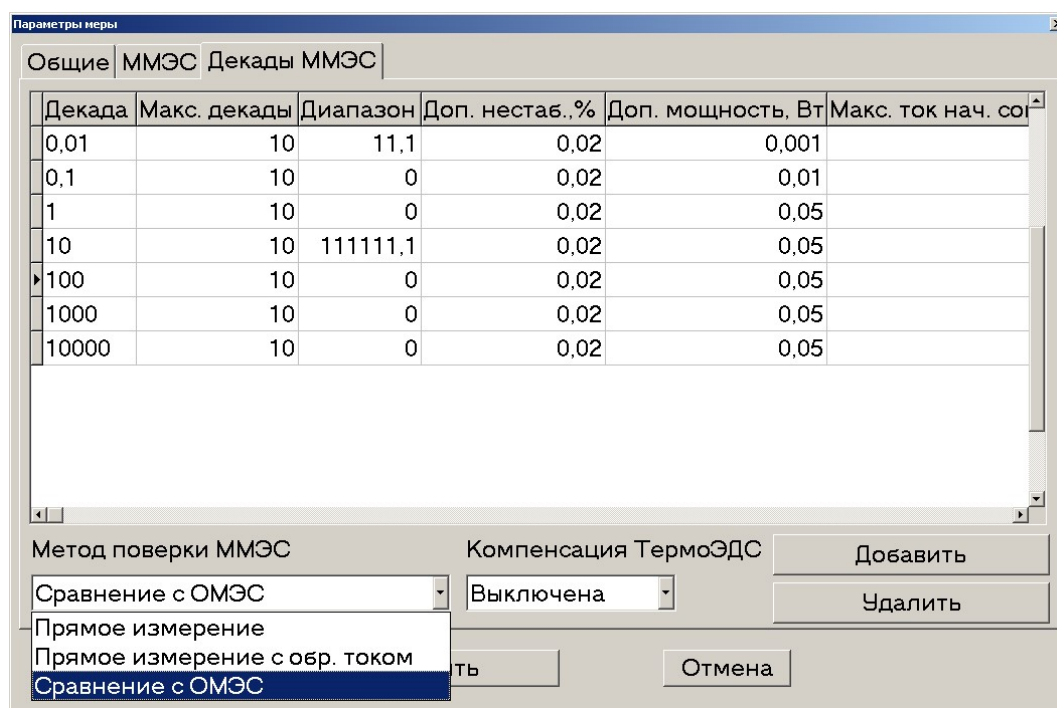 Параметры меры
Общие ММЭС Декады ММЭС
Декада Макс. декады Диапазон Доп. нестаб.,% Доп. мощность, Вт Макс. ток нач.
0,01 10 11,1 0,02 0,001
0,1 10 0 0,02 0,01
1 10 0 0,02 0,05
10 10 111111,1 0,02 0,05
100 10 0 0,02 0,05
1000 10 0 0,02 0,05
10000 10 0 0,02 0,05
Метод поверки ММЭС Компенсация ТермоЭДС Добавить
Сравнение с ОМЭС Выключена Удалить
Прямое измерение
Прямое измерение с обр. током
Сравнение с ОМЭС
Отмена